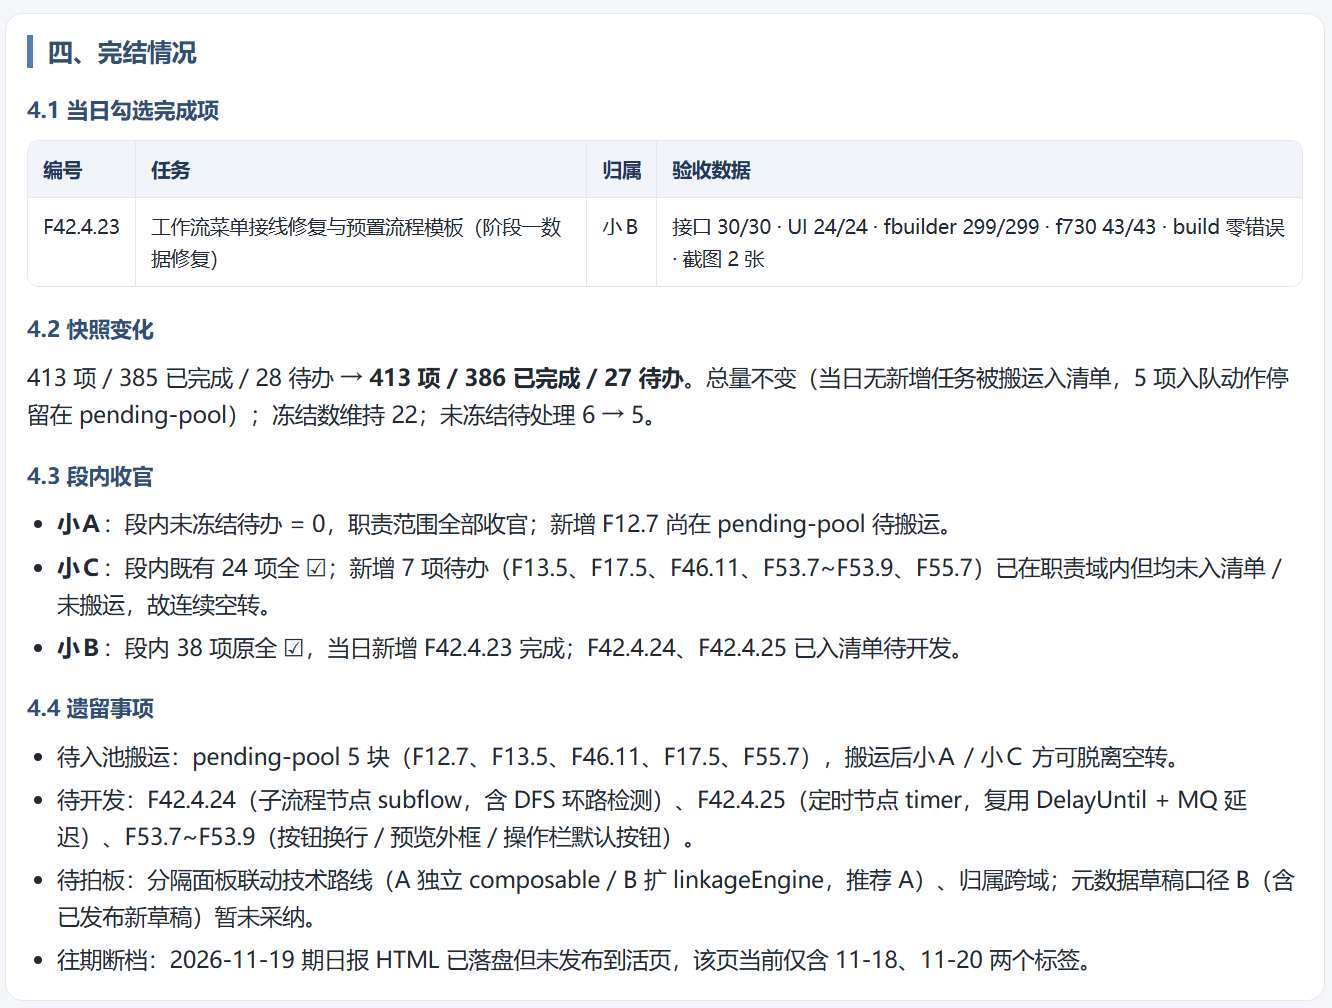 四、完结情况
4.1 当日勾选完成项
编号 任务 归属 验收数据
F42.4.23 工作流菜单接线修复与预置流程模板（阶段一数 小 B 接口 30/30 · UI 24/24 · fbuilder 299/299 · f730 43/43 · build 零错误
据修复） · 截图 2 张
4.2 快照变化
413 项 / 385 已完成 / 28 待办 → 413 项 / 386 已完成 / 27 待办。总量不变（当日无新增任务被搬运入清单，5 项入队动作停
留在 pending-pool）；冻结数维持 22；未冻结待处理 6 → 5。
4.3 段内收官
• 小 A：段内未冻结待办 = 0，职责范围全部收官；新增 F12.7 尚在 pending-pool 待搬运。
• 小 C：段内既有 24 项全 ☑；新增 7 项待办（F13.5、F17.5、F46.11、F53.7~F53.9、F55.7）已在职责域内但均未入清单 /
未搬运，故连续空转。
• 小 B：段内 38 项原全 ☑，当日新增 F42.4.23 完成；F42.4.24、F42.4.25 已入清单待开发。
4.4 遗留事项
• 待入池搬运：pending-pool 5 块（F12.7、F13.5、F46.11、F17.5、F55.7），搬运后小 A / 小 C 方可脱离空转。
• 待开发：F42.4.24（子流程节点 subflow，含 DFS 环路检测）、F42.4.25（定时节点 timer，复用 DelayUntil + MQ 延
迟）、F53.7~F53.9（按钮换行 / 预览外框 / 操作栏默认按钮）。
• 待拍板：分隔面板联动技术路线（A 独立 composable / B 扩 linkageEngine，推荐 A）、归属跨域；元数据草稿口径 B（含
已发布新草稿）暂未采纳。
• 往期断档：2026-11-19 期日报 HTML 已落盘但未发布到活页，该页当前仅含 11-18、11-20 两个标签。